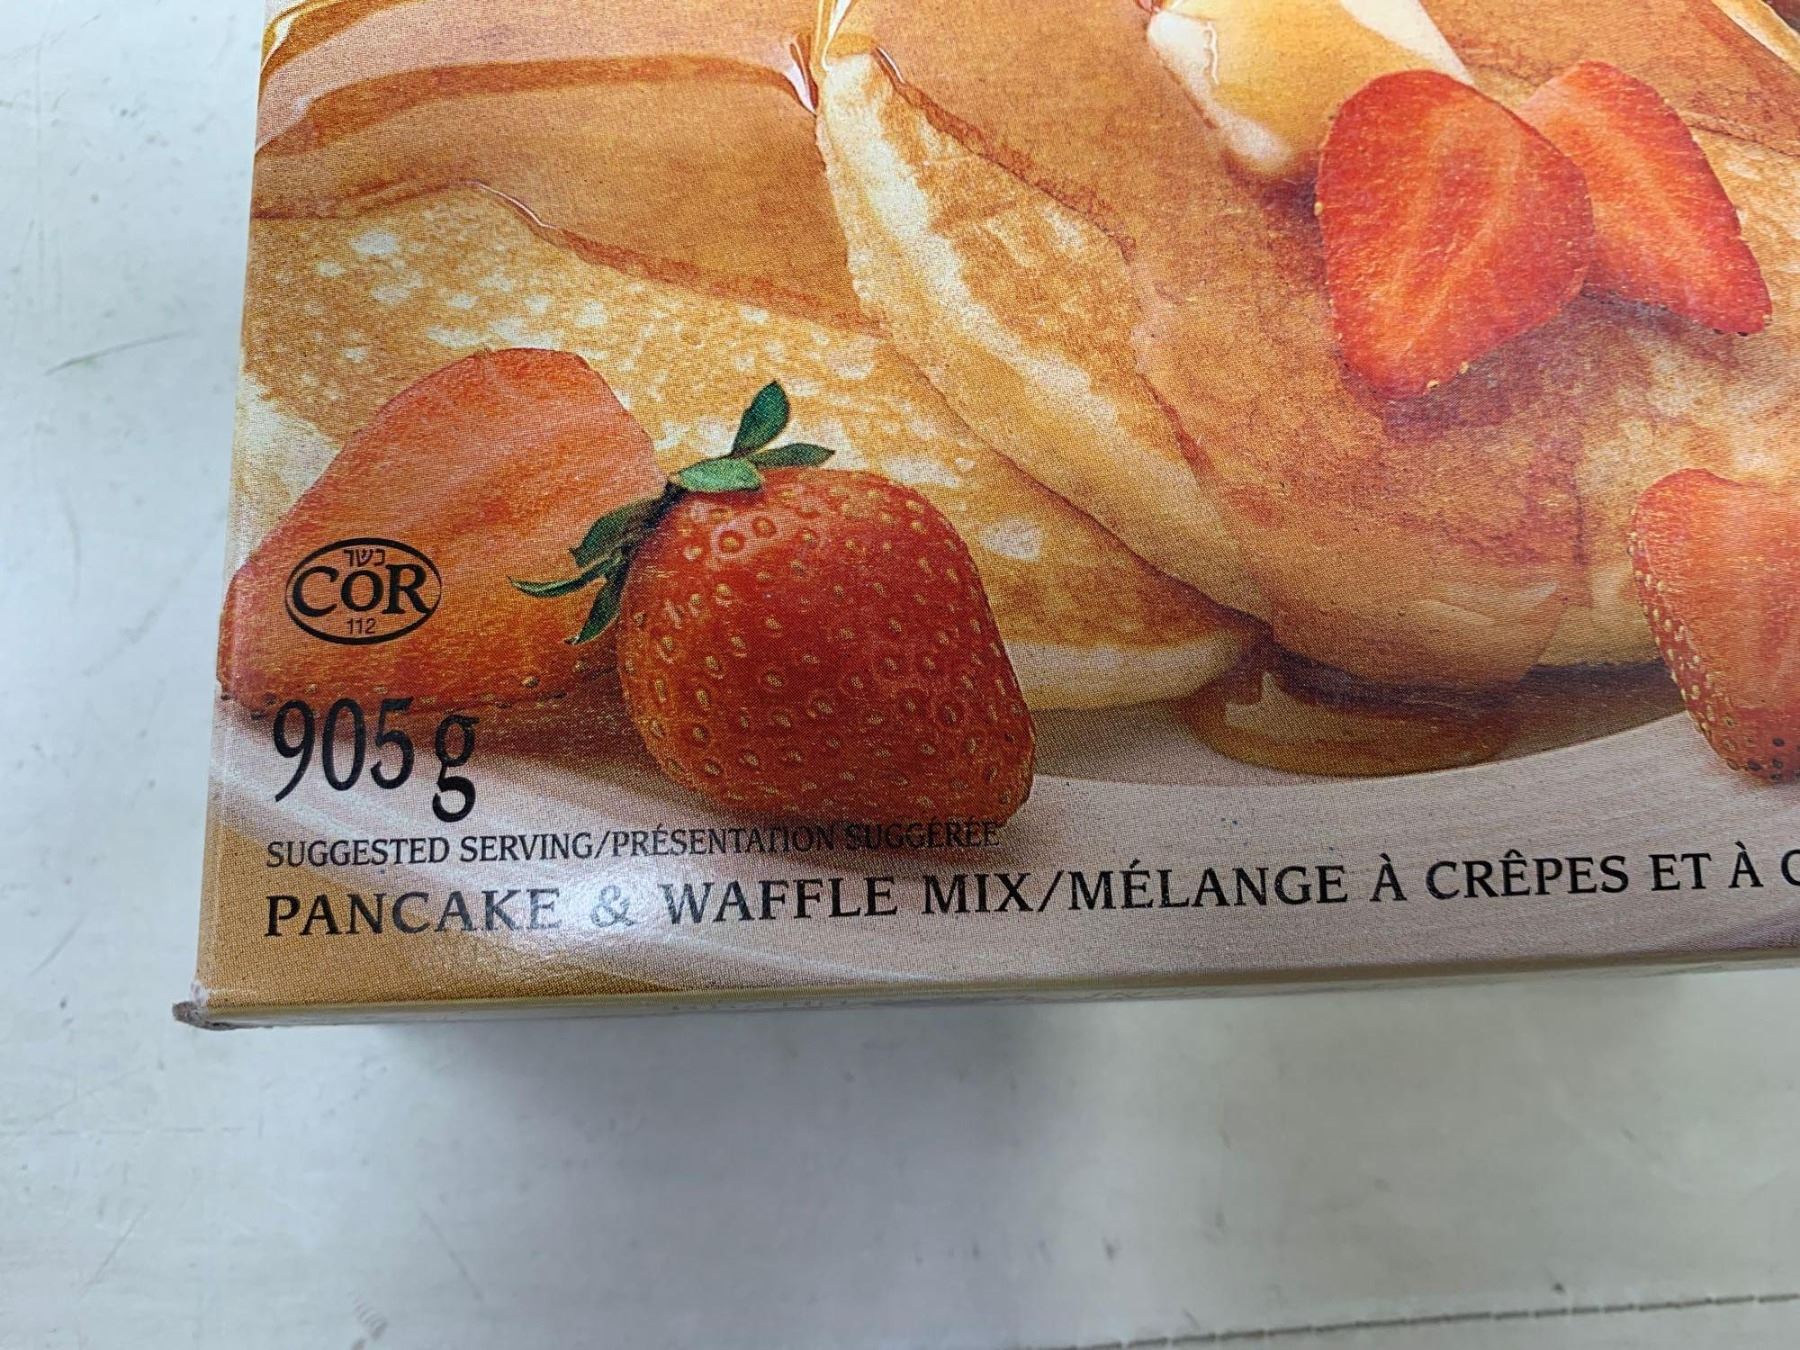 כשר
COR
112
905 g
SUGGESTED SERVING/PRÉSENTATION SUGGÉRÉE
PANCAKE & WAFFLE MIX/MÉLANGE À CRÊPES ET À